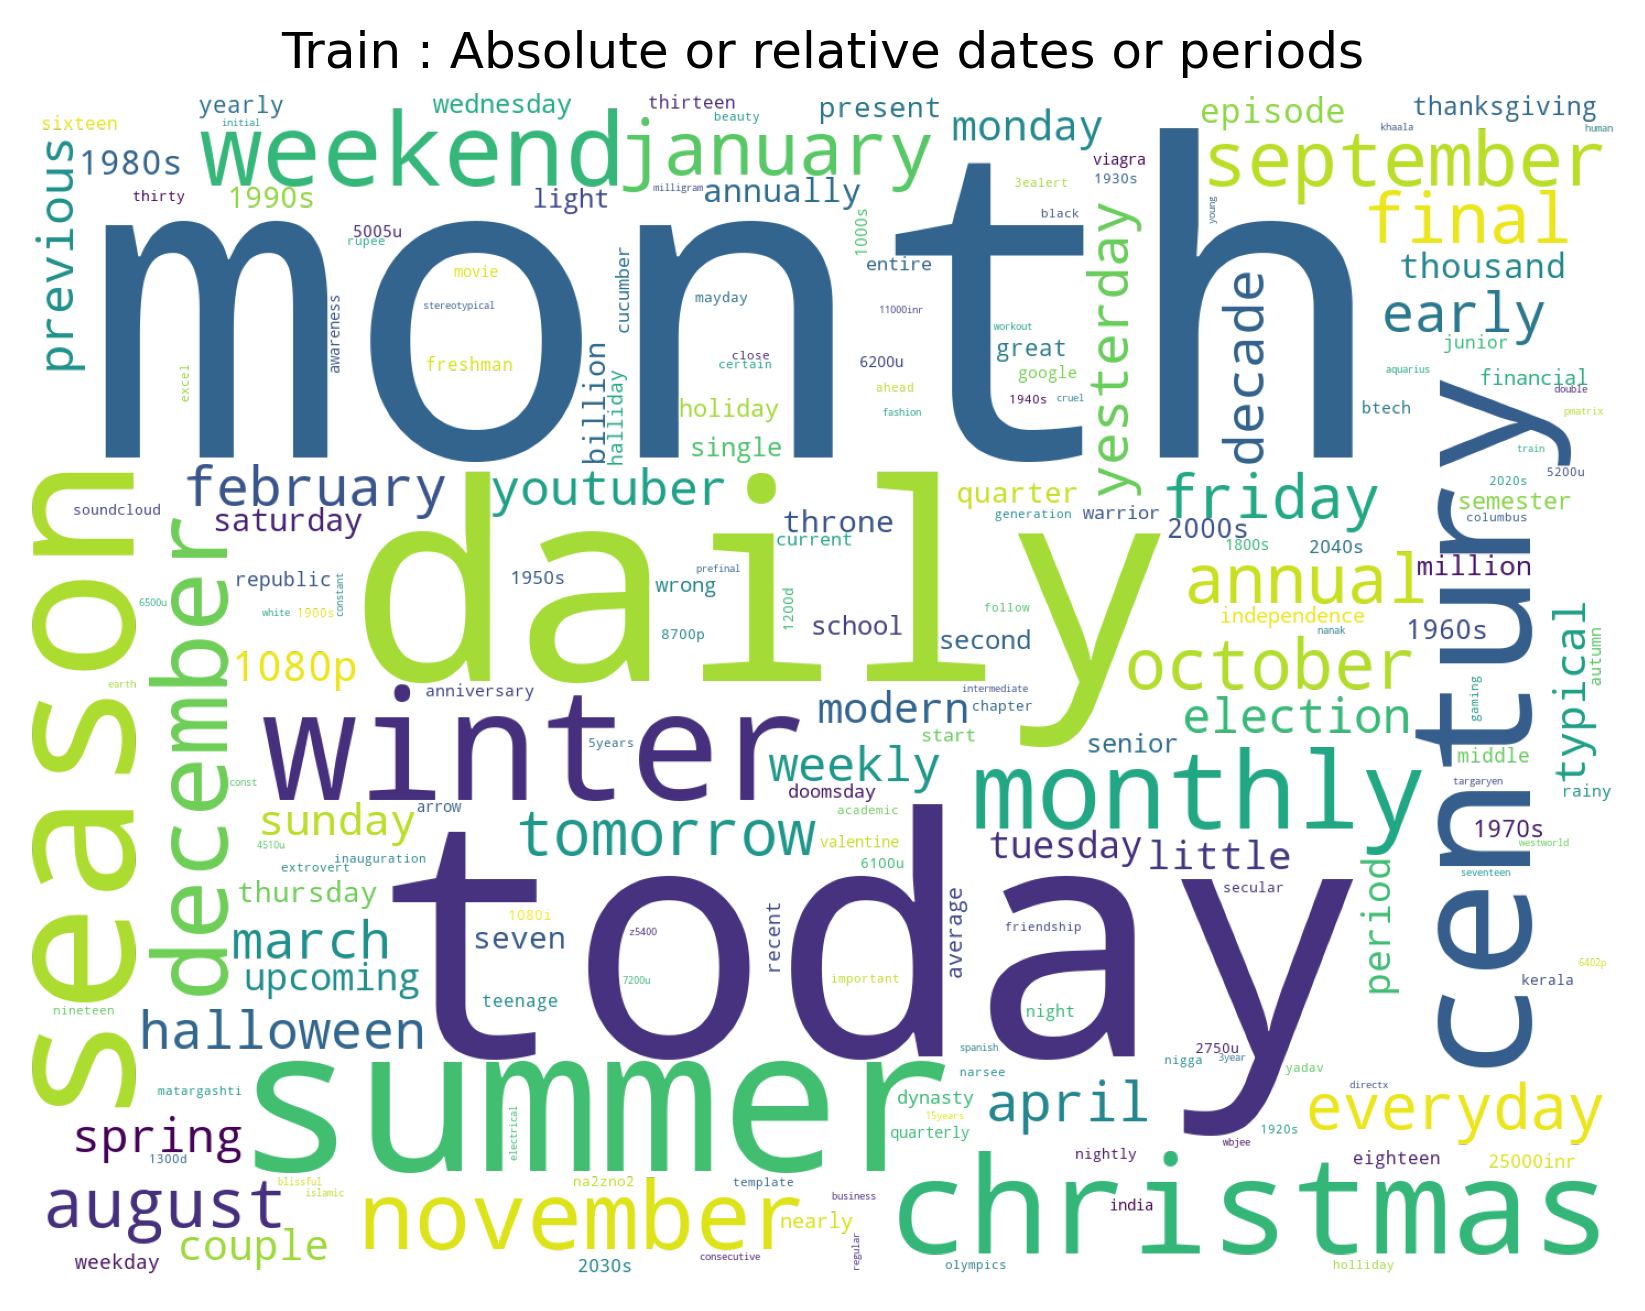 Train : Absolute or relative dates or periods
sixteen
yearly
initial
wednesday
thirteen
beauty
present
monday
episode
thanksgiving
khaala
human
previous
1980s
weekend
january
september
viagra
1930s
thirty
1990s
light
milligram
annually
3ealert
black
young
final
5005u
rupee
month
movie
stereotypical
freshman
awareness
excel
cucumber
mayday
close
certain
1000s
entire
11000inr
6200u
ahead
fashion
workout
great
google
1940s
cruel
yesterday
decade
thousand
early
junior
aquarius
financial
double
btech
pmatrix
billion
halliday
holiday
single
train
5200u
2020s
semester
columbus
season
soundcloud
february
saturday
december
youtuber
daily
throne
current
quarter
generation
warrior
friday
2000s
1800s
2040s
century
million
republic
constant
6500u
white
1900s
1950s
prefinal
wrong
1200d
8700p
school
follow
second
annual
independence
nanak
1960s
typical
autumn
1080p
earth
anniversary
october
intermediate
chapter
modern
start
election
gaming
winter
5years
const
weekly
doomsday
senior
monthly
middle
targaryen
rainy
arrow
sunday
4510u
tomorrow
academic
valentine
6100u
tuesday
little
1970s
westworld
seventeen
extrovert
inauguration
thursday
today
secular
period
1080i
seven
z5400
7200u
recent
important
average
friendship
march
upcoming
teenage
night
6402p
kerala
nineteen
halloween
summer
spanish
narsee
2750u
nigga
3year
yadav
directx
matargashti
dynasty
15years
quarterly
april
everyday
1920s
wbjee
spring
1300d
electrical
nightly
eighteen
25000inr
blissful
islamic
na2zno2
template
business
august
november
nearly
christmas
india
couple
weekday
2030s
consecutive
regular
olympics
holliday